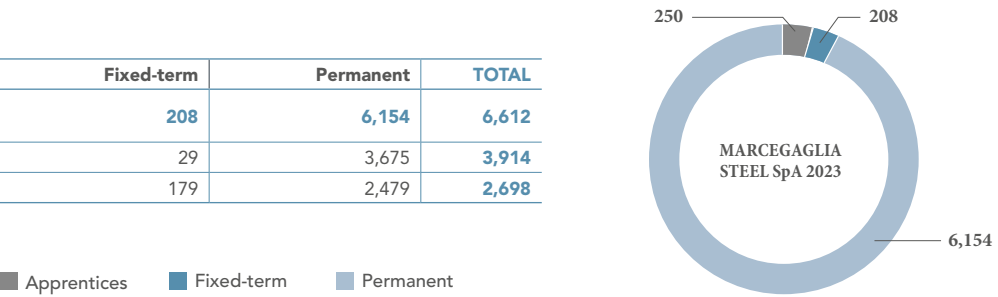 250
208
Fixed-term Permanent TOTAL
208 6,154 6,612
29 3,675 3,914
179 2,479 2,698
MARCEGAGLIA
STEEL SpA 2023
6,154
Apprentices Fixed-term Permanent